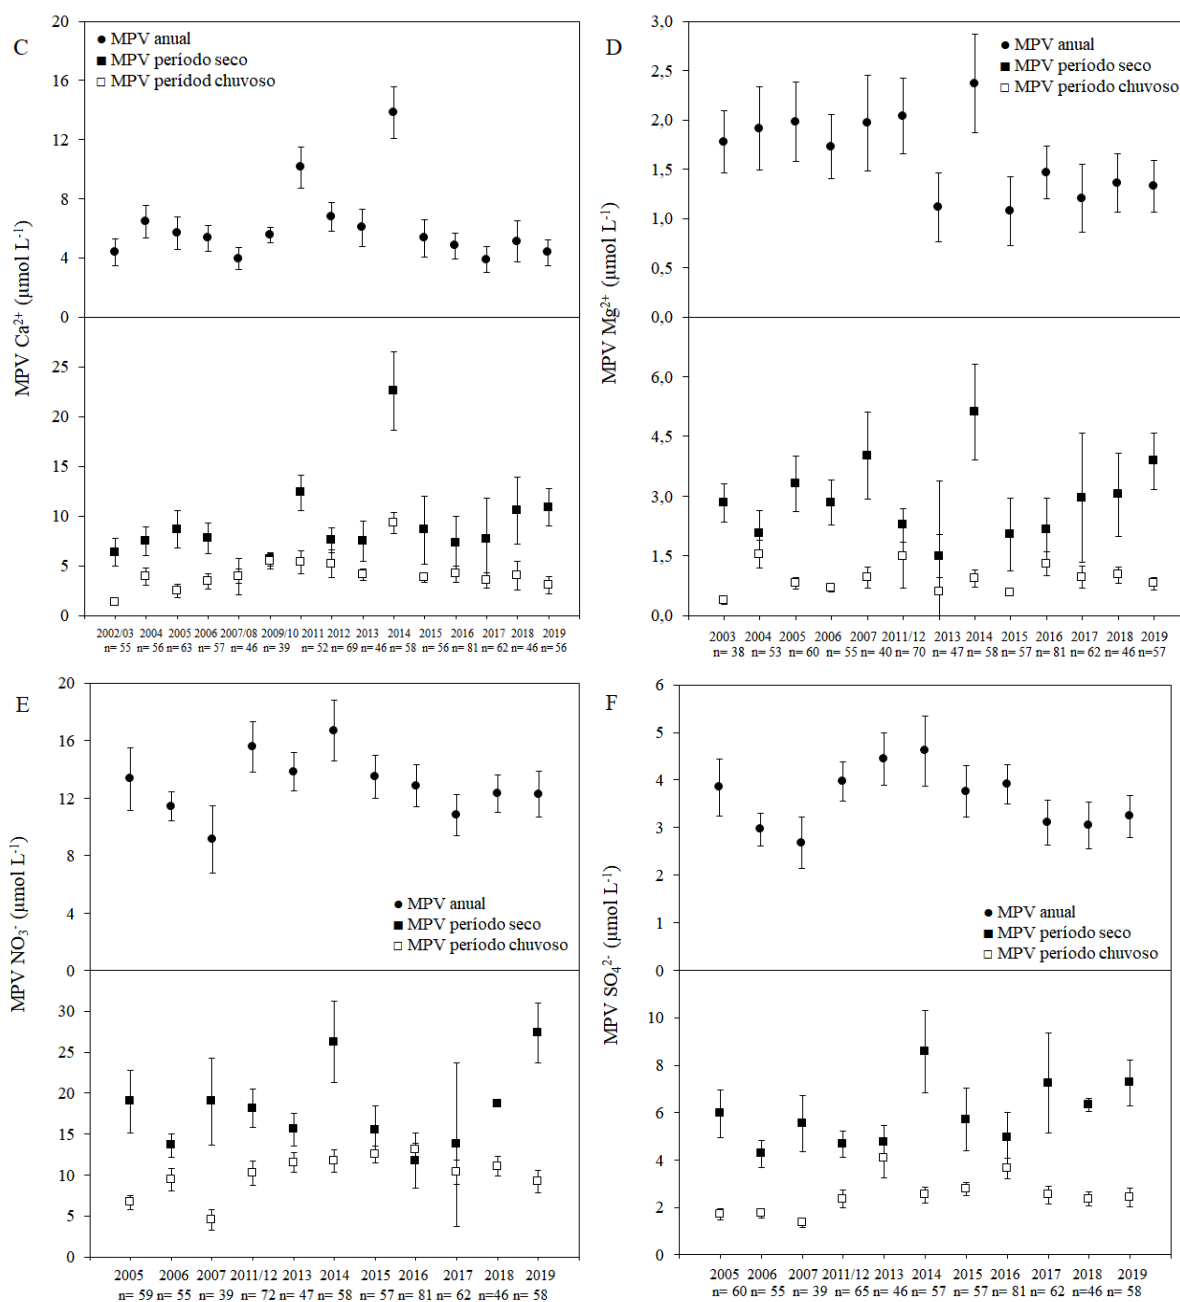 C
MPV anual
MPV período seco
MPV perídod chuvoso
MPV Ca²⁺ (µmol L⁻¹)
20
16
12
8
4
0
25
20
15
10
5
0
2002/03 2004 2005 2006 2007/08 2009/10 2011 2012 2013 2014 2015 2016 2017 2018 2019
n= 55 n= 56 n=63 n= 57 n=46 n= 39 n= 52 n= 69 n= 46 n= 58 n= 56 n= 81 n= 62 n= 46 n= 56
D
MPV anual
MPV período seco
MPV período chuvoso
MPV Mg²⁺ (µmol L⁻¹)
3,0
2,5
2,0
1,5
1,0
0,5
0,0
6,0
4,5
3,0
1,5
0,0
2003 2004 2005 2006 2007 2011/12 2013 2014 2015 2016 2017 2018 2019
n= 38 n= 53 n= 60 n= 55 n= 40 n= 70 n= 47 n= 58 n= 57 n= 81 n= 62 n= 46 n=57
E
MPV anual
MPV período seco
MPV período chuvoso
MPV NO₃⁻ (µmol L⁻¹)
20
16
12
8
4
0
30
25
20
15
10
5
0
2005 2006 2007 2011/12 2013 2014 2015 2016 2017 2018 2019
n= 59 n= 55 n= 39 n= 72 n= 47 n= 58 n= 57 n= 81 n= 62 n=46 n= 58
F
MPV anual
MPV período seco
MPV período chuvoso
MPV SO₄²⁻ (µmol L⁻¹)
6
5
4
3
2
1
0
10
8
6
4
2
0
2005 2006 2007 2011/12 2013 2014 2015 2016 2017 2018 2019
n= 60 n= 55 n= 39 n= 65 n= 46 n= 57 n= 57 n= 81 n= 62 n=46 n= 58